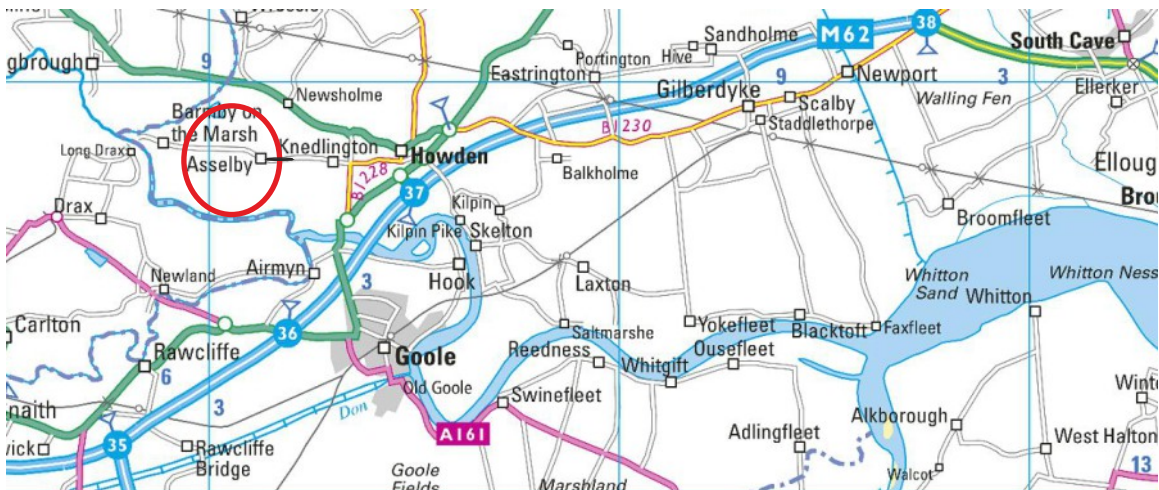 38
M62
Sandholme
South Cave
gbrough
9
Portington
Hive
Eastrington
9
Newport
3
Newsholme
Gilberdyke
Scalby
Walling Fen
Ellerker
Barmby on
the Marsh
B1230
Staddlethorpe
Long Drax
Knedlington
Howden
Asselby
Balkholme
Elloug
B1228
37
Bro
Drax
Kilpin
Broomfleet
Kilpin Pike
Skelton
Airmyn
3
Newland
Hook
Laxton
Whitton
Sand
Whitton Ness
Whitton
Carlton
36
Saltmarshe
Yokefleet
Blacktoft
Faxfleet
Rawcliffe
Goole
Reedness
Ousefleet
Whitgift
6
Old Goole
Swinefleet
3
Don
naith
Wint
Alkborough
A161
Adlingfleet
West Halton
35
wick
Rawcliffe
Bridge
Goole
Fields
Marshland
Walcot
13